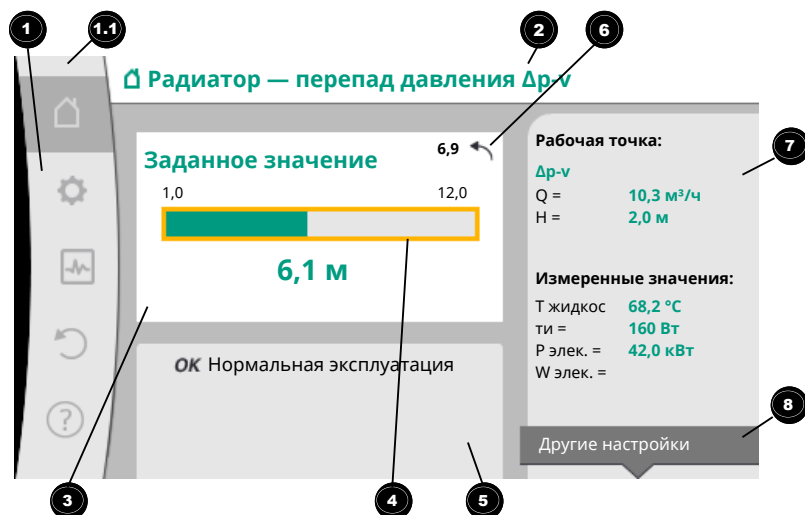 1
1.1
2
6
Радиатор — перепад давления Δp-v
Заданное значение
6,9
1,0
12,0
6,1 м
OK Нормальная эксплуатация
Рабочая точка:
7
Δp-v
Q = 10,3 м³/ч
H = 2,0 м
Измеренные значения:
T жидкос 68,2 °C
ти = 160 Вт
P элек. = 42,0 кВт
W элек. =
8
Другие настройки
?
3
4
5